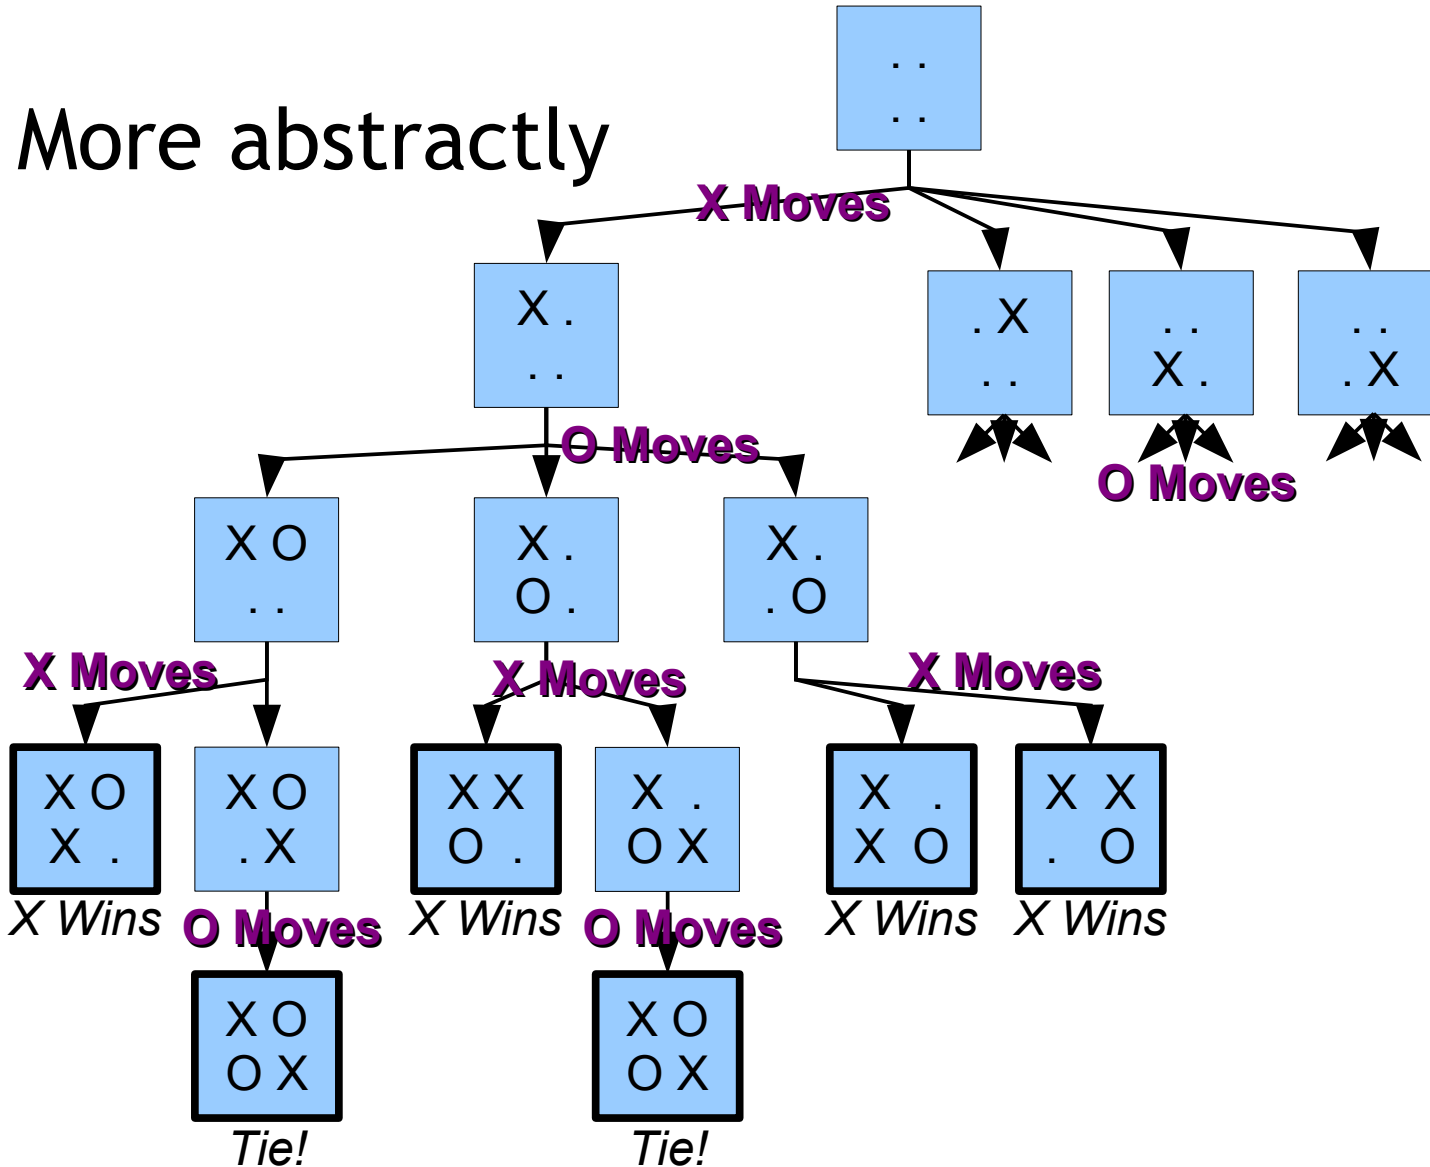 . .
. .
More abstractly
X Moves
X .
. .
. X
. .
. .
X .
. .
. X
O Moves
O Moves
X O
. .
X .
O .
X .
. O
X Moves
X Moves
X Moves
X O
X .
X Wins
X O
. X
X X
O .
X Wins
X .
O X
X .
X O
X Wins
X X
. O
X Wins
O Moves
O Moves
X O
O X
Tie!
X O
O X
Tie!